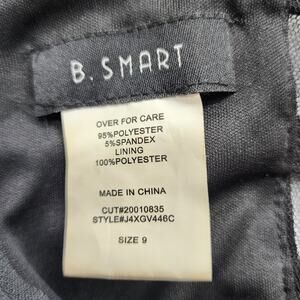 B. SMART
OVER FOR CARE
95%POLYESTER
5%SPANDEX
LINING
100%POLYESTER
MADE IN CHINA
CUT#20010835
STYLE#J4XGV446C
SIZE 9